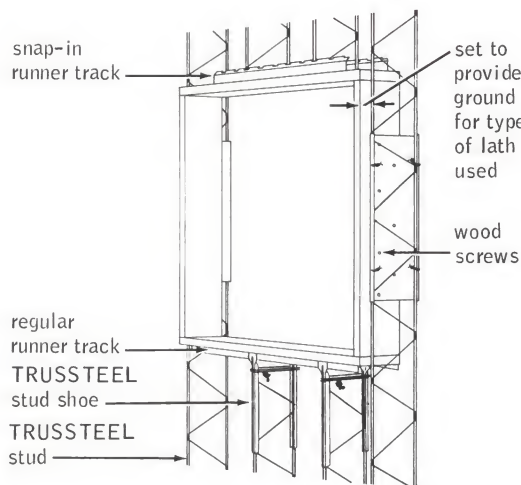 snap-in
runner track
set to
provide
ground
for type
of lath
used
wood
screws
regular
runner track
TRUSSTEEL
stud shoe
TRUSSTEEL
stud